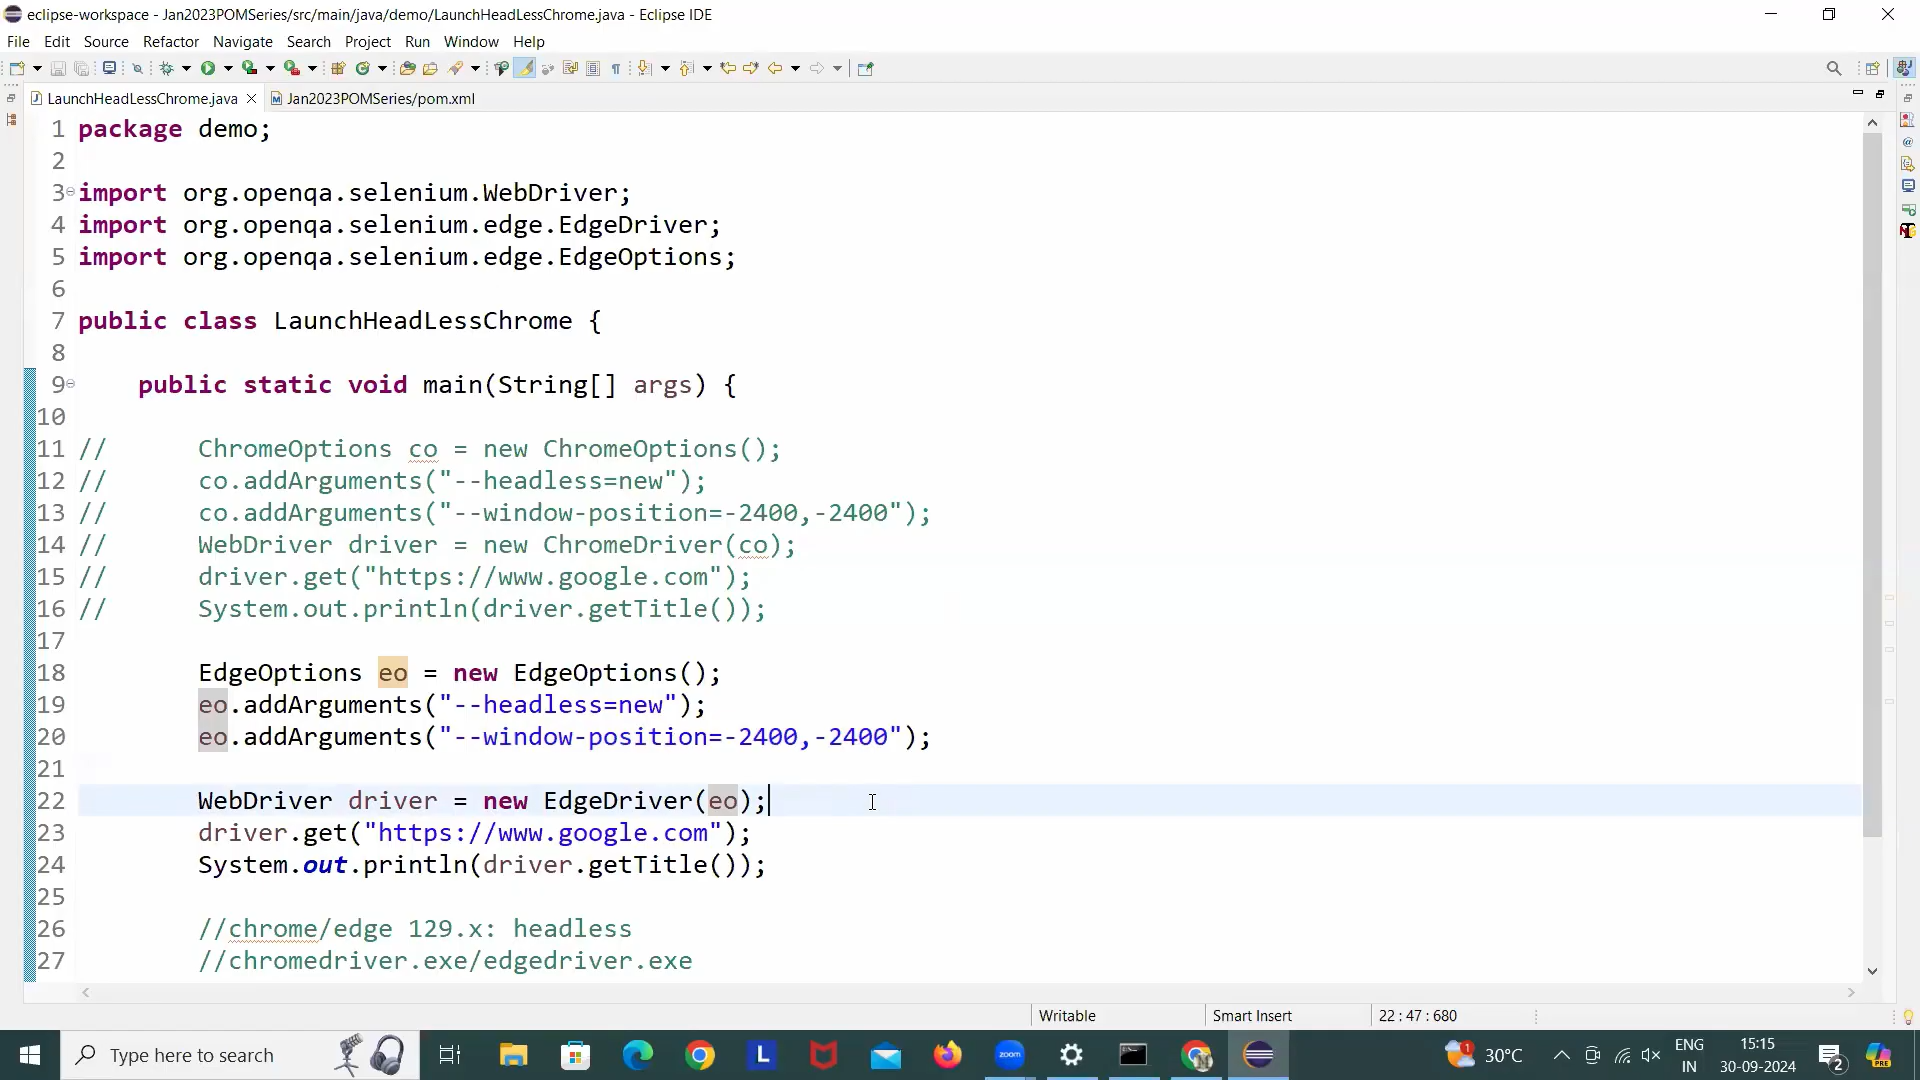 eclipse-workspace - Jan2023POMSeries/src/main/java/demo/LaunchHeadLessChrome.java - Eclipse IDE
File Edit Source Refactor Navigate Search Project Run Window Help
LaunchHeadLessChrome.java Jan2023POMSeries/pom.xml
1 package demo;
2
3 import org.openqa.selenium.WebDriver;
4 import org.openqa.selenium.edge.EdgeDriver;
5 import org.openqa.selenium.edge.EdgeOptions;
6
7 public class LaunchHeadLessChrome {
8
9 public static void main(String[] args) {
10
11 // ChromeOptions co = new ChromeOptions();
12 // co.addArguments("--headless=new");
13 // co.addArguments("--window-position=-2400,-2400");
14 // WebDriver driver = new ChromeDriver(co);
15 // driver.get("https://www.google.com");
16 // System.out.println(driver.getTitle());
17
18 EdgeOptions eo = new EdgeOptions();
19 eo.addArguments("--headless=new");
20 eo.addArguments("--window-position=-2400,-2400");
21
22 WebDriver driver = new EdgeDriver(eo);
23 driver.get("https://www.google.com");
24 System.out.println(driver.getTitle());
25
26 //chrome/edge 129.x: headless
27 //chromedriver.exe/edgedriver.exe
Writable Smart Insert 22 : 47 : 680
Type here to search
L
zoom
1
30°C
ENG
IN
15:15
30-09-2024
2
PRE